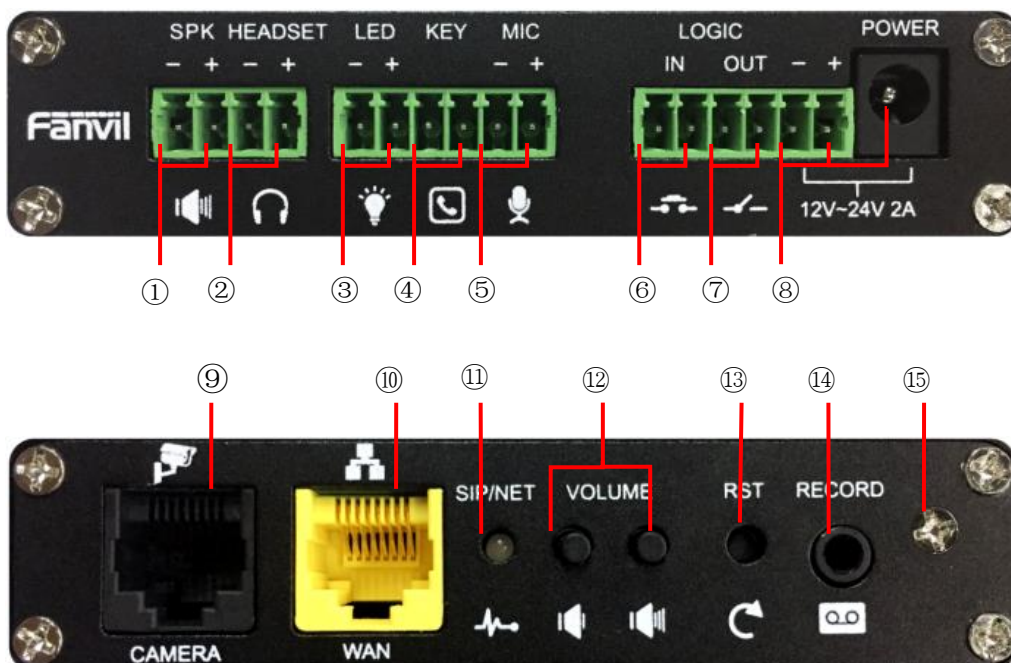 SPK HEADSET LED KEY MIC LOGIC POWER
− + − + − + − + IN OUT − +
Fanvil
12V~24V 2A
① ② ③ ④ ⑤ ⑥ ⑦ ⑧
⑨ ⑩ ⑪ ⑫ ⑬ ⑭ ⑮
SIP/NET VOLUME RST RECORD
CAMERA WAN